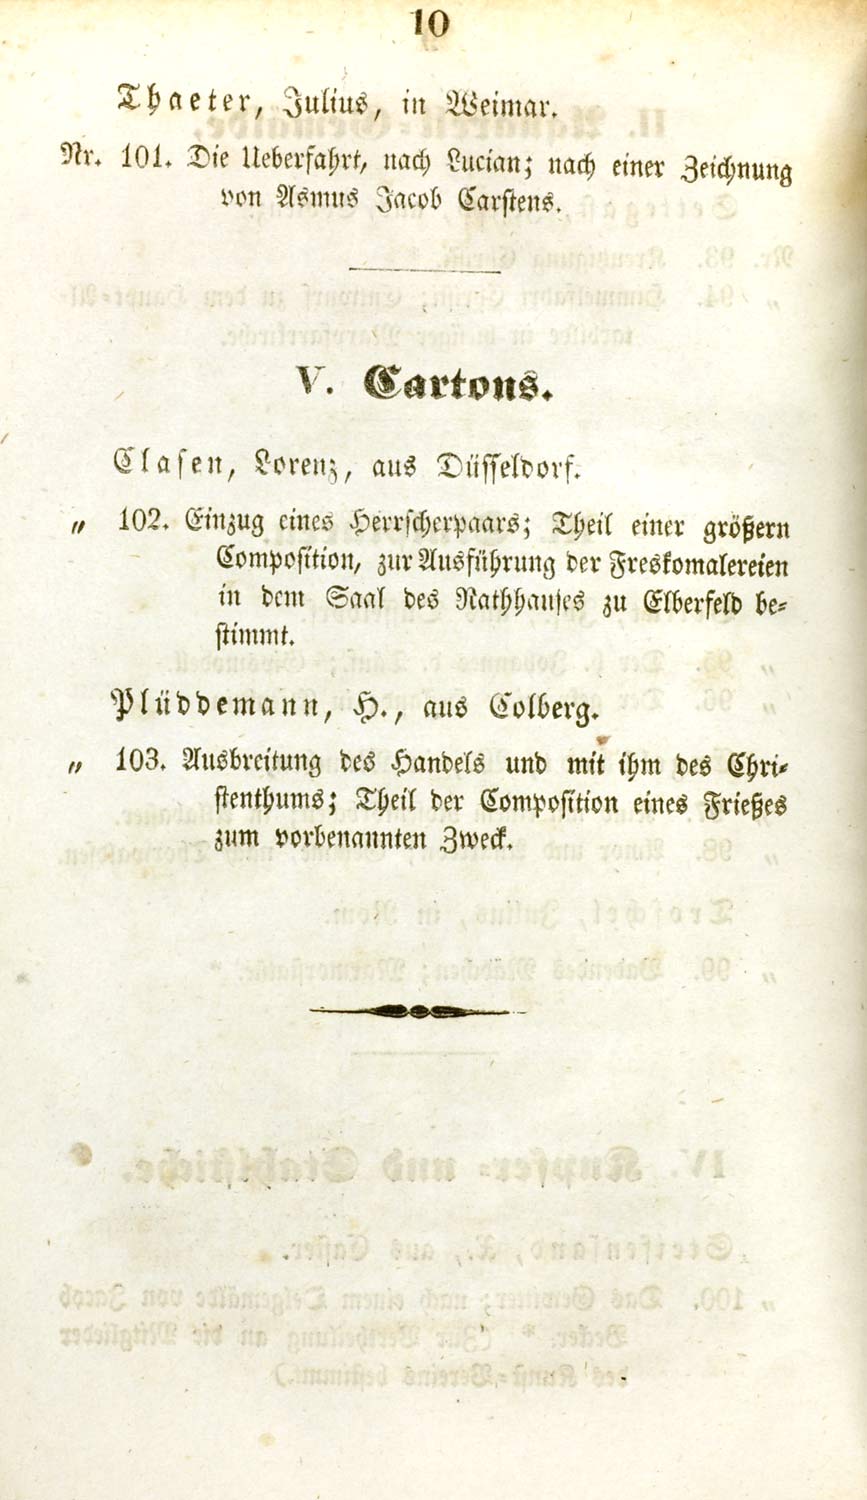 10
Thaeter, Julius, in Weimar.
Nr. 101. Die Ueberfahrt, nach Lucian; nach einer Zeichnung
von Asmus Jacob Carstens.
V. Cartons.
Clasen, Lorenz, aus Düsseldorf.
„ 102. Einzug eines Herrscherpaars; Theil einer größern
Composition, zur Ausführung der Freskomalereien
in dem Saal des Rathhauses zu Elberfeld be-
stimmt.
Plüddemann, H., aus Colberg.
„ 103. Ausbreitung des Handels und mit ihm des Chri-
stenthums; Theil der Composition eines Frießes
zum vorbenannten Zweck.